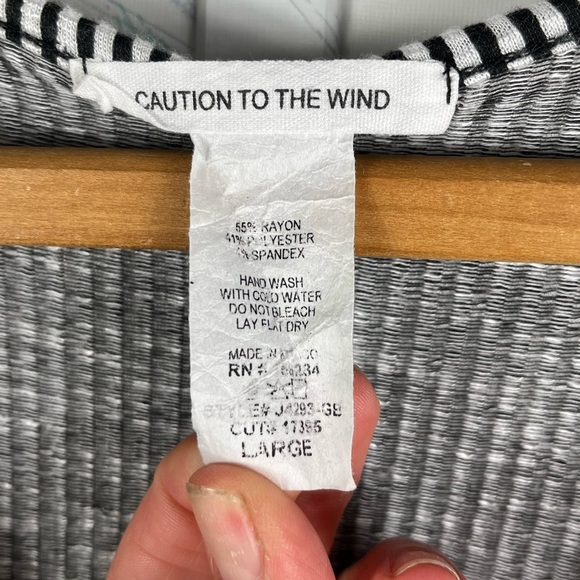 CAUTION TO THE WIND
55% RAYON
41% POLYESTER
SPANDEX
HAND WASH
WITH COLD WATER
DO NOT BLEACH
LAY FLAT DRY
MADE IN
RN #
STYLE# J4293-GB
CUT# 17395
LARGE